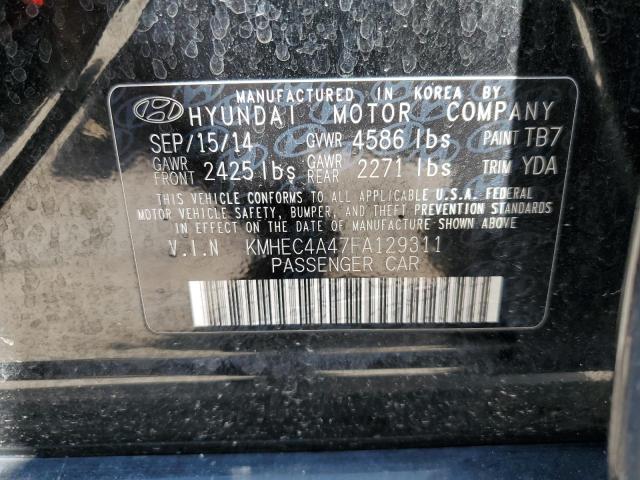 MANUFACTURED IN KOREA BY
HYUNDAI MOTOR COMPANY
SEP/15/14 GVWR 4586 lbs PAINT TB7
GAWR FRONT 2425 lbs GAWR REAR 2271 lbs TRIM YDA
THIS VEHICLE CONFORMS TO ALL APPLICABLE U.S.A. FEDERAL
MOTOR VEHICLE SAFETY, BUMPER, AND THEFT PREVENTION STANDARDS
IN EFFECT ON THE DATE OF MANUFACTURE SHOWN ABOVE.
V.I.N KMHEC4A47FA129311
PASSENGER CAR